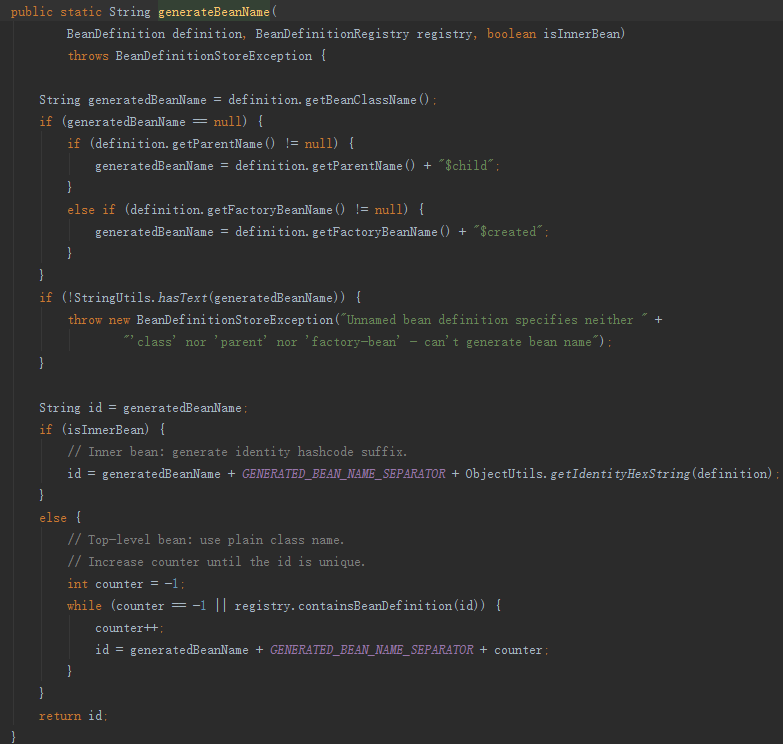 public static String generateBeanName(
        BeanDefinition definition, BeanDefinitionRegistry registry, boolean isInnerBean)
        throws BeanDefinitionStoreException {

    String generatedBeanName = definition.getBeanClassName();
    if (generatedBeanName == null) {
        if (definition.getParentName() != null) {
            generatedBeanName = definition.getParentName() + "$child";
        }
        else if (definition.getFactoryBeanName() != null) {
            generatedBeanName = definition.getFactoryBeanName() + "$created";
        }
    }
    if (!StringUtils.hasText(generatedBeanName)) {
        throw new BeanDefinitionStoreException("Unnamed bean definition specifies neither " +
                "'class' nor 'parent' nor 'factory-bean' - can't generate bean name");
    }

    String id = generatedBeanName;
    if (isInnerBean) {
        // Inner bean: generate identity hashcode suffix.
        id = generatedBeanName + GENERATED_BEAN_NAME_SEPARATOR + ObjectUtils.getIdentityHexString(definition);
    }
    else {
        // Top-level bean: use plain class name.
        // Increase counter until the id is unique.
        int counter = -1;
        while (counter == -1 || registry.containsBeanDefinition(id)) {
            counter++;
            id = generatedBeanName + GENERATED_BEAN_NAME_SEPARATOR + counter;
        }
    }
    return id;
}